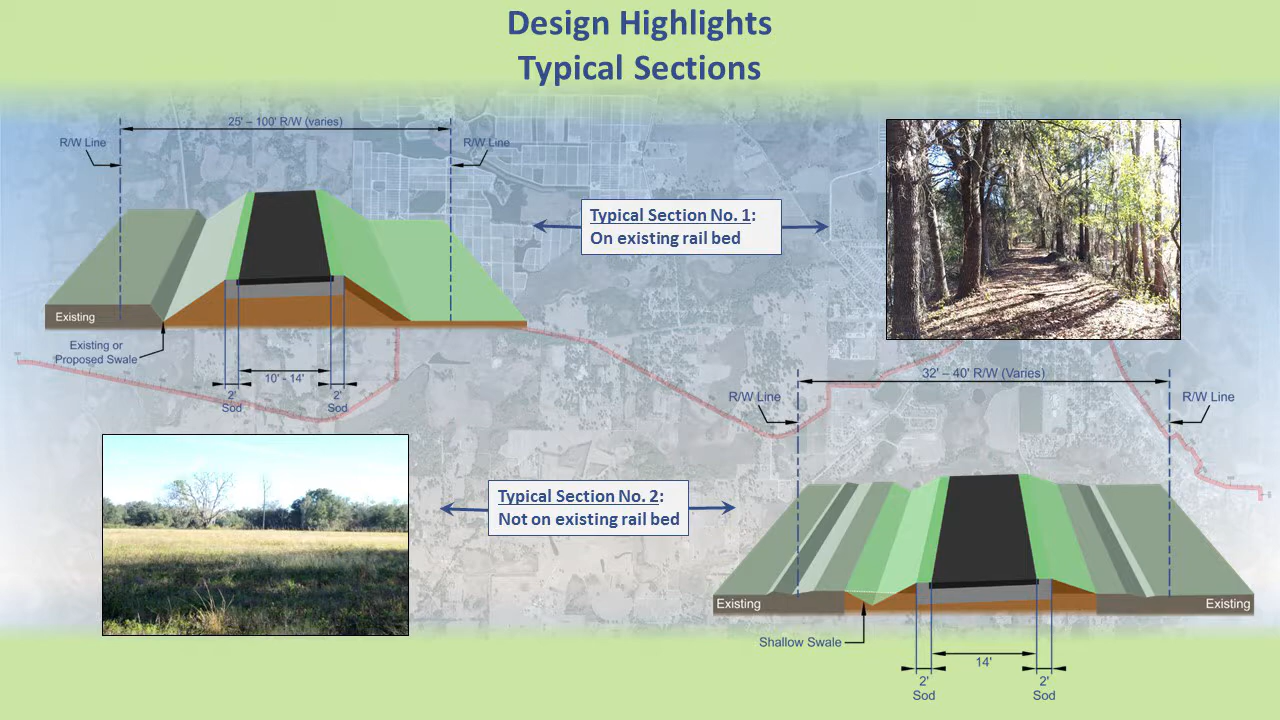 Design Highlights
Typical Sections
25' – 100' R/W (varies)
R/W Line
R/W Line
Typical Section No. 1:
On existing rail bed
Existing
Existing or
Proposed Swale
10' - 14'
2'
Sod
2'
Sod
32' – 40' R/W (Varies)
R/W Line
R/W Line
Typical Section No. 2:
Not on existing rail bed
Existing
Existing
Shallow Swale
14'
2'
Sod
2'
Sod